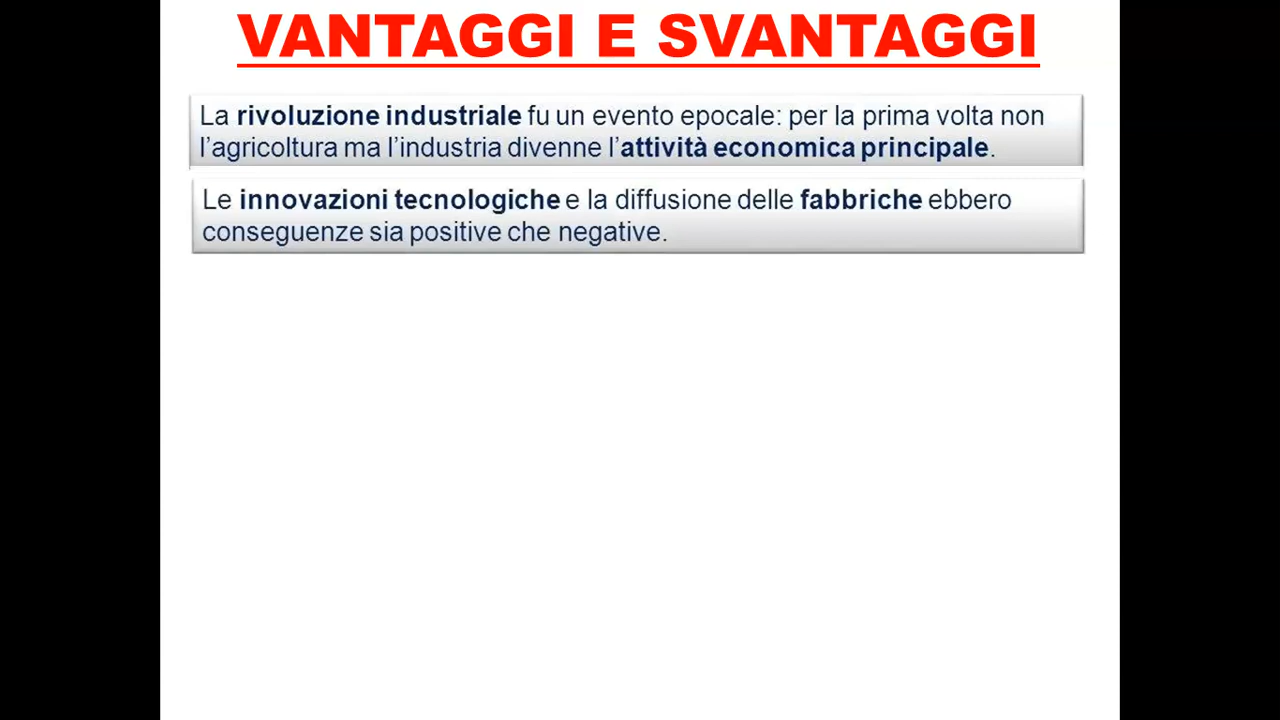 VANTAGGI E SVANTAGGI
La rivoluzione industriale fu un evento epocale: per la prima volta non
l’agricoltura ma l’industria divenne l’attività economica principale.
Le innovazioni tecnologiche e la diffusione delle fabbriche ebbero
conseguenze sia positive che negative.